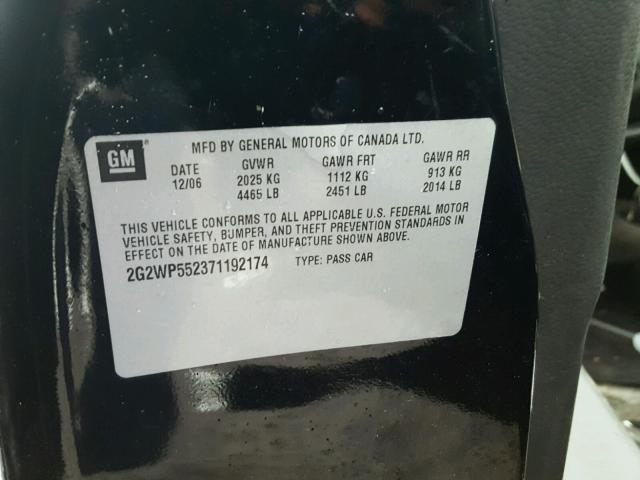 GM
MFD BY GENERAL MOTORS OF CANADA LTD.
DATE GVWR GAWR FRT GAWR RR
12/06 2025 KG 1112 KG 913 KG
4465 LB 2451 LB 2014 LB
THIS VEHICLE CONFORMS TO ALL APPLICABLE U.S. FEDERAL MOTOR
VEHICLE SAFETY, BUMPER, AND THEFT PREVENTION STANDARDS IN
EFFECT ON THE DATE OF MANUFACTURE SHOWN ABOVE.
2G2WP552371192174 TYPE: PASS CAR